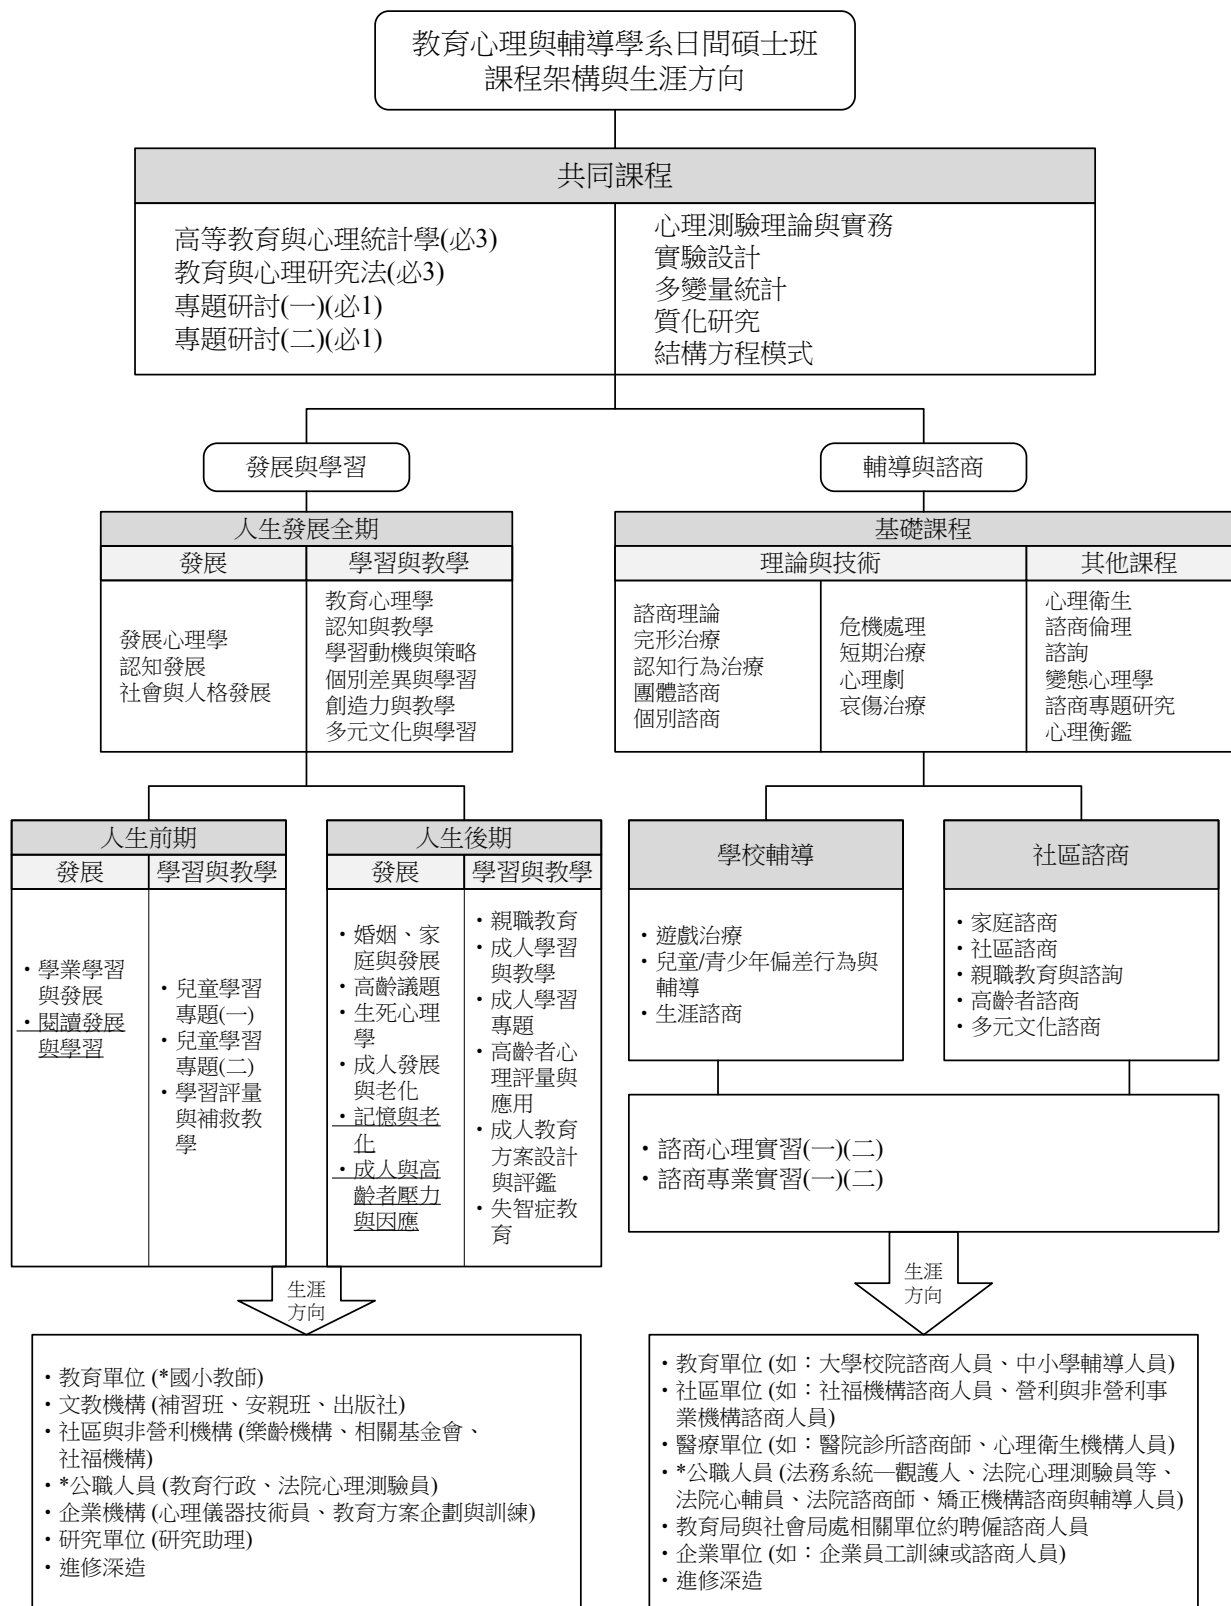 教育心理與輔導學系日間碩士班
課程架構與生涯方向
共同課程
高等教育與心理統計學(必3)
教育與心理研究法(必3)
專題研討(一)(必1)
專題研討(二)(必1)
心理測驗理論與實務
實驗設計
多變量統計
質化研究
結構方程模式
發展與學習
人生發展全期
發展
學習與教學
發展心理學
認知發展
社會與人格發展
教育心理學
認知與教學
學習動機與策略
個別差異與學習
創造力與教學
多元文化與學習
人生前期
發展
學習與教學
・學業學習
與發展
・閱讀發展
與學習
・兒童學習
專題(一)
・兒童學習
專題(二)
・學習評量
與補救教
學
人生後期
發展
學習與教學
・婚姻、家
庭與發展
・高齡議題
・生死心理
學
・成人發展
與老化
・記憶與老
化
・成人與高
齡者壓力
與因應
・親職教育
・成人學習
與教學
・成人學習
專題
・高齡者心
理評量與
應用
・成人教育
方案設計
與評鑑
・失智症教
育
生涯
方向
・教育單位 (*國小教師)
・文教機構 (補習班、安親班、出版社)
・社區與非營利機構 (樂齡機構、相關基金會、
社福機構)
・*公職人員 (教育行政、法院心理測驗員)
・企業機構 (心理儀器技術員、教育方案企劃與訓練)
・研究單位 (研究助理)
・進修深造
輔導與諮商
基礎課程
理論與技術
其他課程
諮商理論
完形治療
認知行為治療
團體諮商
個別諮商
危機處理
短期治療
心理劇
哀傷治療
心理衛生
諮商倫理
諮詢
變態心理學
諮商專題研究
心理衡鑑
學校輔導
・遊戲治療
・兒童/青少年偏差行為與
輔導
・生涯諮商
社區諮商
・家庭諮商
・社區諮商
・親職教育與諮詢
・高齡者諮商
・多元文化諮商
・諮商心理實習(一)(二)
・諮商專業實習(一)(二)
生涯
方向
・教育單位 (如：大學校院諮商人員、中小學輔導人員)
・社區單位 (如：社福機構諮商人員、營利與非營利事
業機構諮商人員)
・醫療單位 (如：醫院診所諮商師、心理衛生機構人員)
・*公職人員 (法務系統—觀護人、法院心理測驗員等、
法院心輔員、法院諮商師、矯正機構諮商與輔導人員)
・教育局與社會局處相關單位約聘僱諮商人員
・企業單位 (如：企業員工訓練或諮商人員)
・進修深造